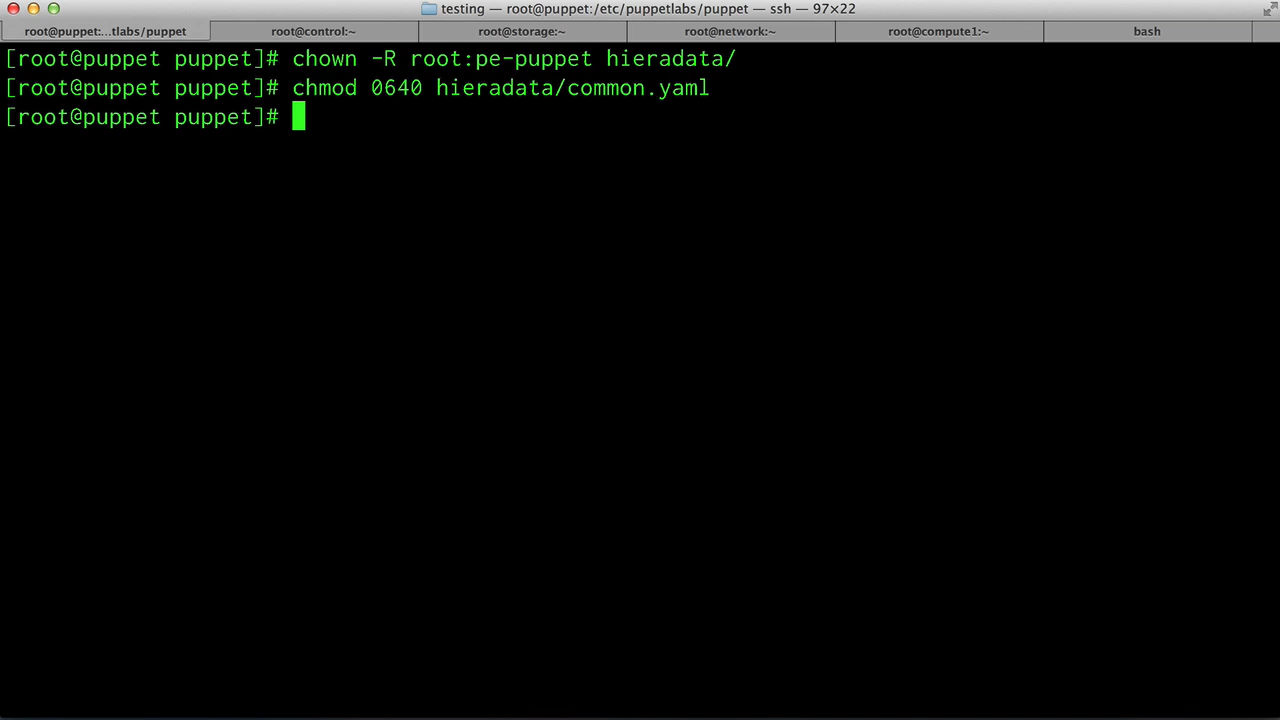 testing — root@puppet:/etc/puppetlabs/puppet — ssh — 97×22
root@puppet:...tlabs/puppet root@control:~ root@storage:~ root@network:~ root@compute1:~ bash
[root@puppet puppet]# chown -R root:pe-puppet hieradata/
[root@puppet puppet]# chmod 0640 hieradata/common.yaml
[root@puppet puppet]#